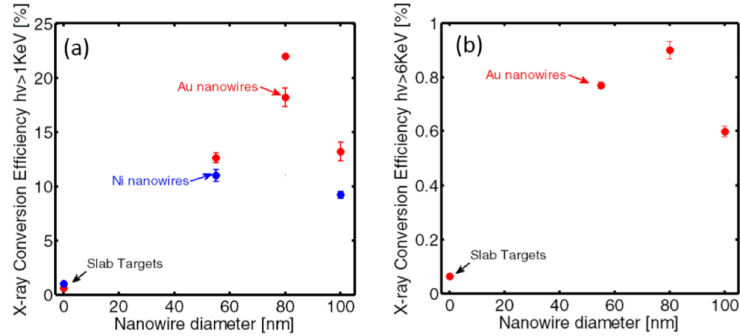 (a)
X-ray Conversion Efficiency hv>1KeV [%]
25
20
15
10
5
0
Au nanowires
Ni nanowires
Slab Targets
0 20 40 60 80 100
Nanowire diameter [nm]
(b)
X-ray Conversion Efficiency hv>6KeV [%]
1
0.8
0.6
0.4
0.2
0
Au nanowires
Slab Targets
0 20 40 60 80 100
Nanowire diameter [nm]